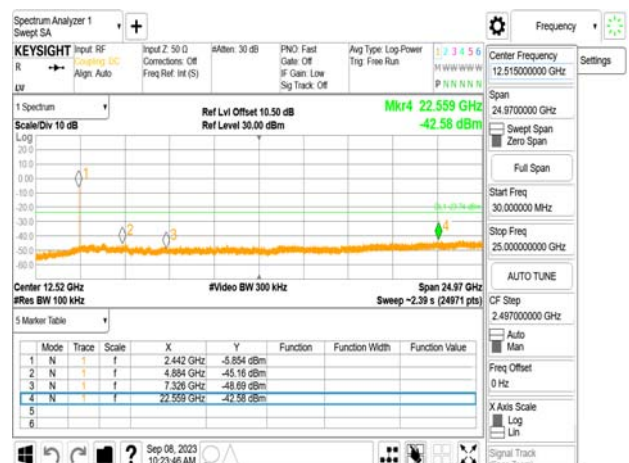 Spectrum Analyzer 1
Swept SA
Frequency
KEYSIGHT
R
Input: RF
Coupling: DC
Align: Auto
Input Z: 50 Ω
Corrections: Off
Freq Ref: Int (S)
#Atten: 30 dB
PNO: Fast
Gate: Off
IF Gain: Low
Sig Track: Off
Avg Type: Log-Power
Trig: Free Run
1 2 3 4 5 6
M W W W W W
P N N N N N
1 Spectrum
Scale/Div 10 dB
Ref Lvl Offset 10.50 dB
Ref Level 30.00 dBm
Mkr4 22.559 GHz
-42.58 dBm
Log
20.0
10.0
0.00
-10.0
-20.0
-30.0
-40.0
-50.0
-60.0
1
2
3
4
Center 12.52 GHz
#Res BW 100 kHz
#Video BW 300 kHz
Span 24.97 GHz
Sweep ~2.39 s (24971 pts)
5 Marker Table
Mode Trace Scale X Y Function Function Width Function Value
1 N 1 f 2.442 GHz -5.854 dBm
2 N 1 f 4.884 GHz -45.16 dBm
3 N 1 f 7.326 GHz -48.69 dBm
4 N 1 f 22.559 GHz -42.58 dBm
5
6
Sep 08, 2023
10:23:46 AM
Center Frequency
12.515000000 GHz
Settings
Span
24.9700000 GHz
Swept Span
Zero Span
Full Span
Start Freq
30.000000 MHz
Stop Freq
25.000000000 GHz
AUTO TUNE
CF Step
2.497000000 GHz
Auto
Man
Freq Offset
0 Hz
X Axis Scale
Log
Lin
Signal Track